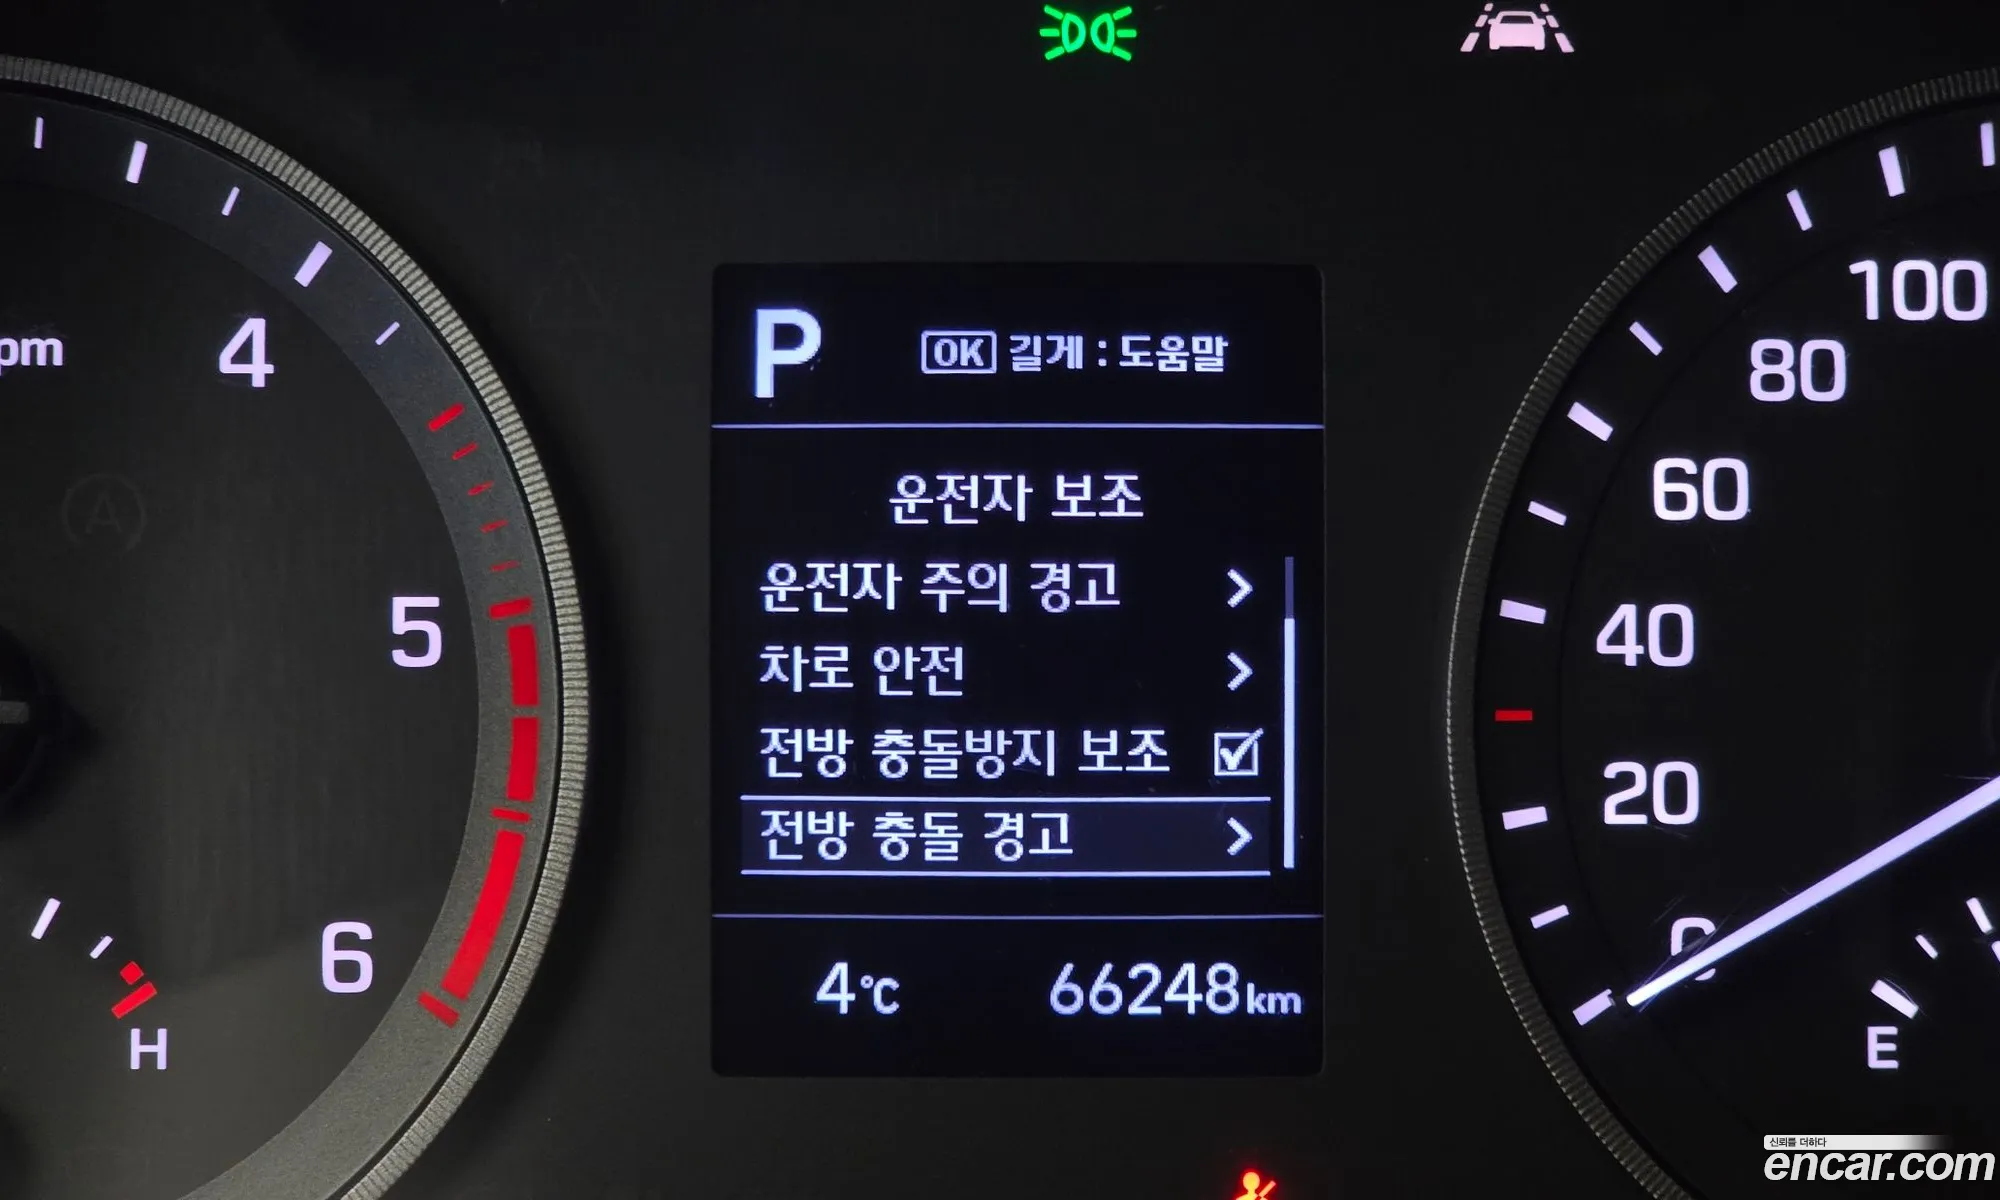 P
OK 길게 : 도움말
운전자 보조
운전자 주의 경고
차로 안전
전방 충돌방지 보조
전방 충돌 경고
4℃ 66248km
pm
4
5
6
H
100
80
60
40
20
0
E
A
신뢰를 더하다
encar.com